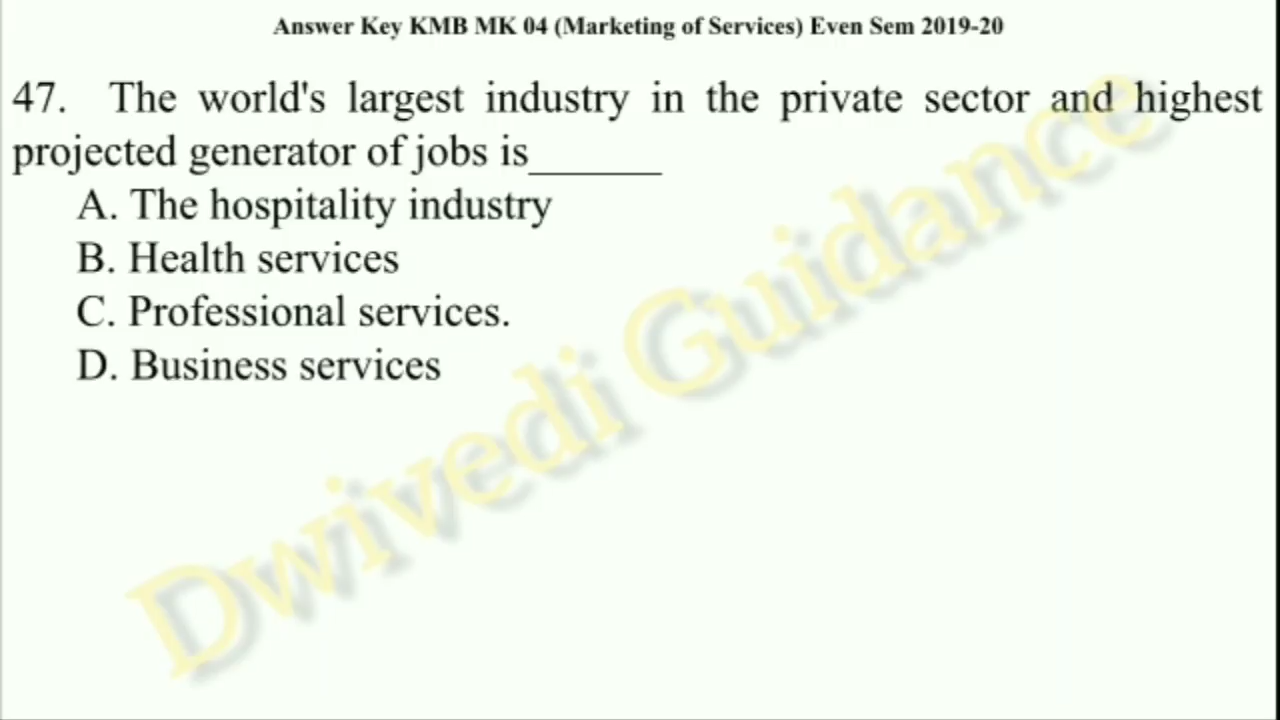 Answer Key KMB MK 04 (Marketing of Services) Even Sem 2019-20
47. The world's largest industry in the private sector and highest
projected generator of jobs is______
A. The hospitality industry
B. Health services
C. Professional services.
D. Business services
Dwivedi Guidance